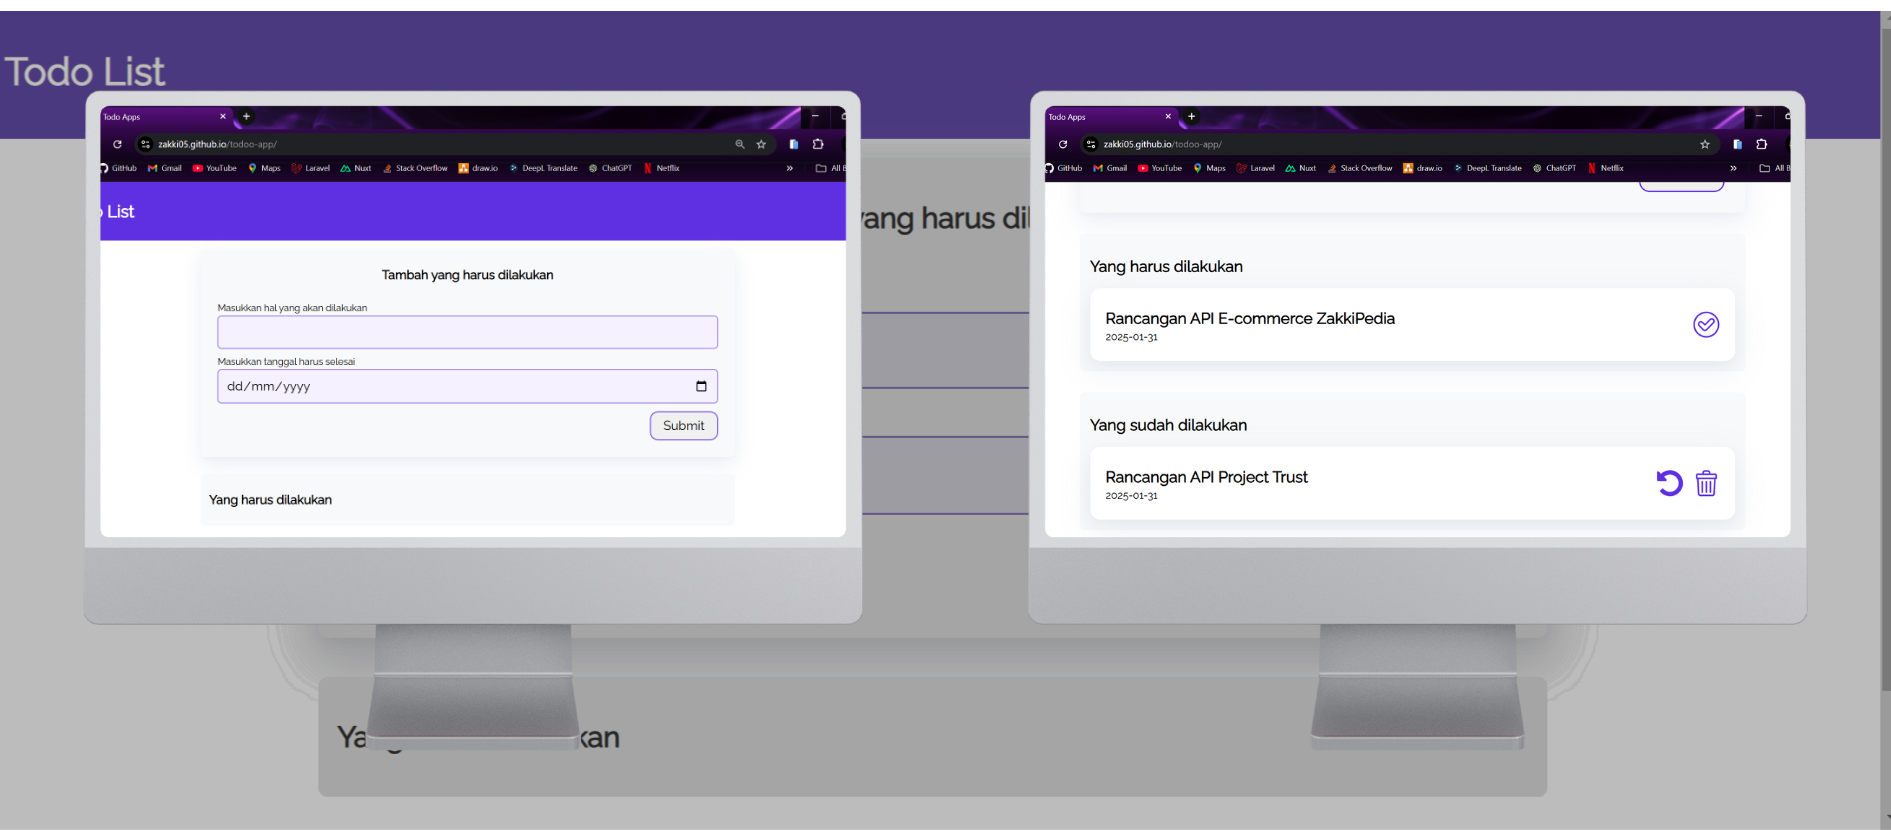 Todo List
Todo Apps
zakki05.github.io/todoo-app/
GitHub Gmail YouTube Maps Laravel Nuxt Stack Overflow draw.io DeepL Translate ChatGPT Netflix » All B
List
Tambah yang harus dilakukan
Masukkan hal yang akan dilakukan
Masukkan tanggal harus selesai
dd/mm/yyyy
Submit
Yang harus dilakukan
yang harus dil
Todo Apps
zakki05.github.io/todoo-app/
GitHub Gmail YouTube Maps Laravel Nuxt Stack Overflow draw.io DeepL Translate ChatGPT Netflix » All B
Yang harus dilakukan
Rancangan API E-commerce ZakkiPedia
2025-01-31
Yang sudah dilakukan
Rancangan API Project Trust
2025-01-31
Ya
kan